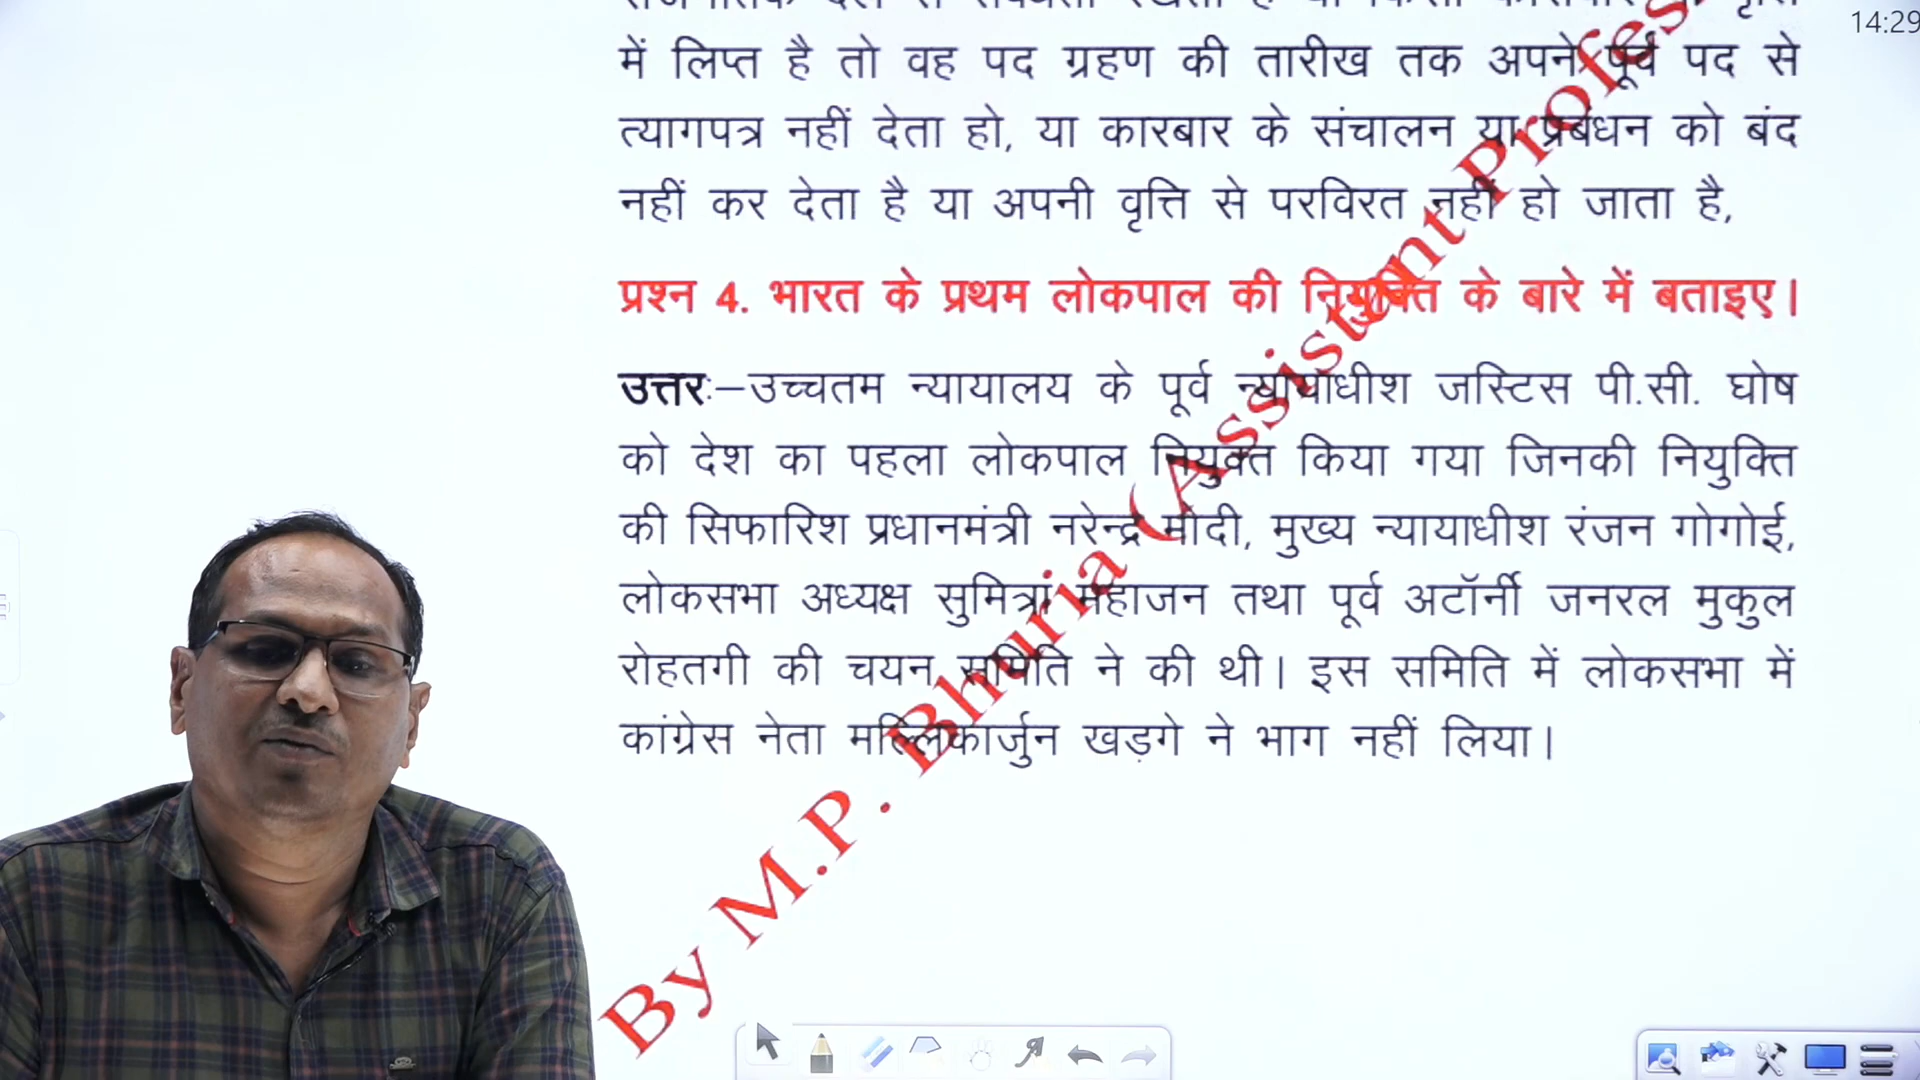 14:29
में लिप्त है तो वह पद ग्रहण की तारीख तक अपने पूर्व पद से
त्यागपत्र नहीं देता हो, या कारबार के संचालन या प्रबंधन को बंद
नहीं कर देता है या अपनी वृत्ति से परविरत नहीं हो जाता है,
प्रश्न 4. भारत के प्रथम लोकपाल की नियुक्ति के बारे में बताइए।
उत्तरः–उच्चतम न्यायालय के पूर्व न्यायाधीश जस्टिस पी.सी. घोष
को देश का पहला लोकपाल नियुक्त किया गया जिनकी नियुक्ति
की सिफारिश प्रधानमंत्री नरेन्द्र मोदी, मुख्य न्यायाधीश रंजन गोगोई,
लोकसभा अध्यक्ष सुमित्रां महाजन तथा पूर्व अटॉर्नी जनरल मुकुल
रोहतगी की चयन समिति ने की थी। इस समिति में लोकसभा में
कांग्रेस नेता मल्लिकार्जुन खड़गे ने भाग नहीं लिया।
By M.P. Bhuria (Assistant Profes